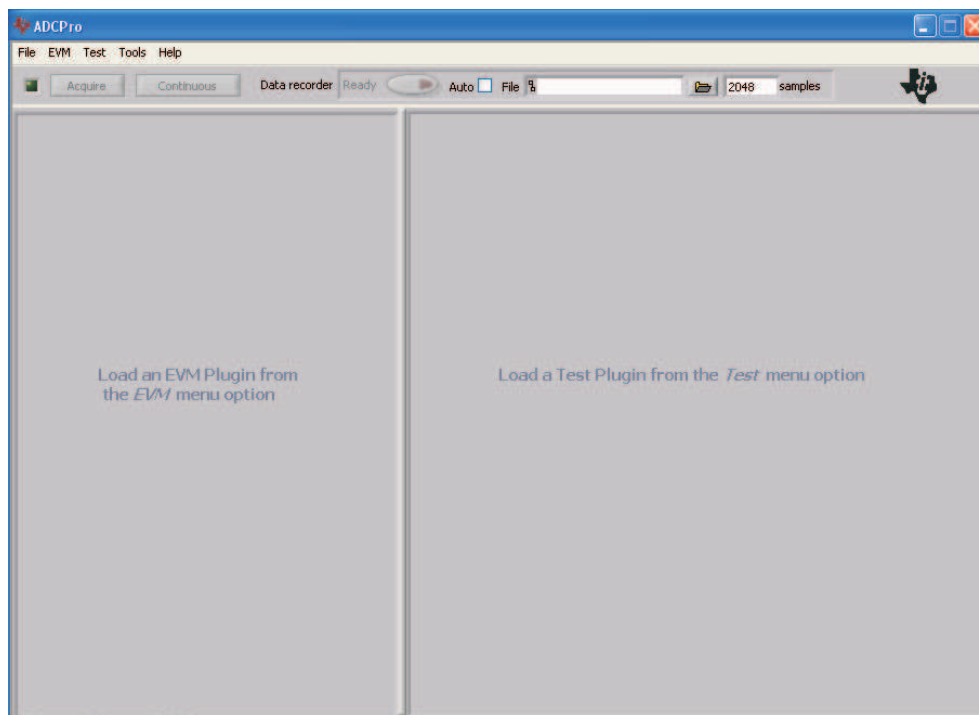 ADCPro
File EVM Test Tools Help
Acquire Continuous Data recorder Ready Auto File 2048 samples
Load an EVM Plugin from
the EVM menu option
Load a Test Plugin from the Test menu option